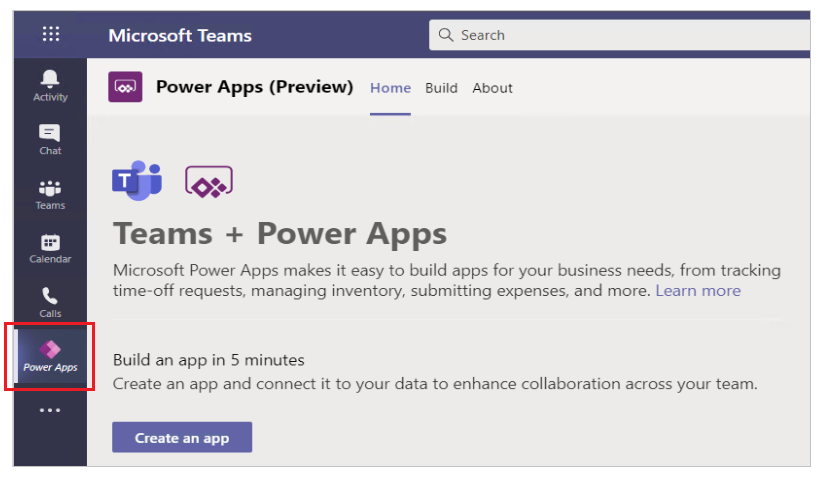 Microsoft Teams
Search
Activity
Chat
Teams
Calendar
Calls
Power Apps
Power Apps (Preview) Home Build About
T
Teams + Power Apps
Microsoft Power Apps makes it easy to build apps for your business needs, from tracking
time-off requests, managing inventory, submitting expenses, and more. Learn more
Build an app in 5 minutes
Create an app and connect it to your data to enhance collaboration across your team.
Create an app